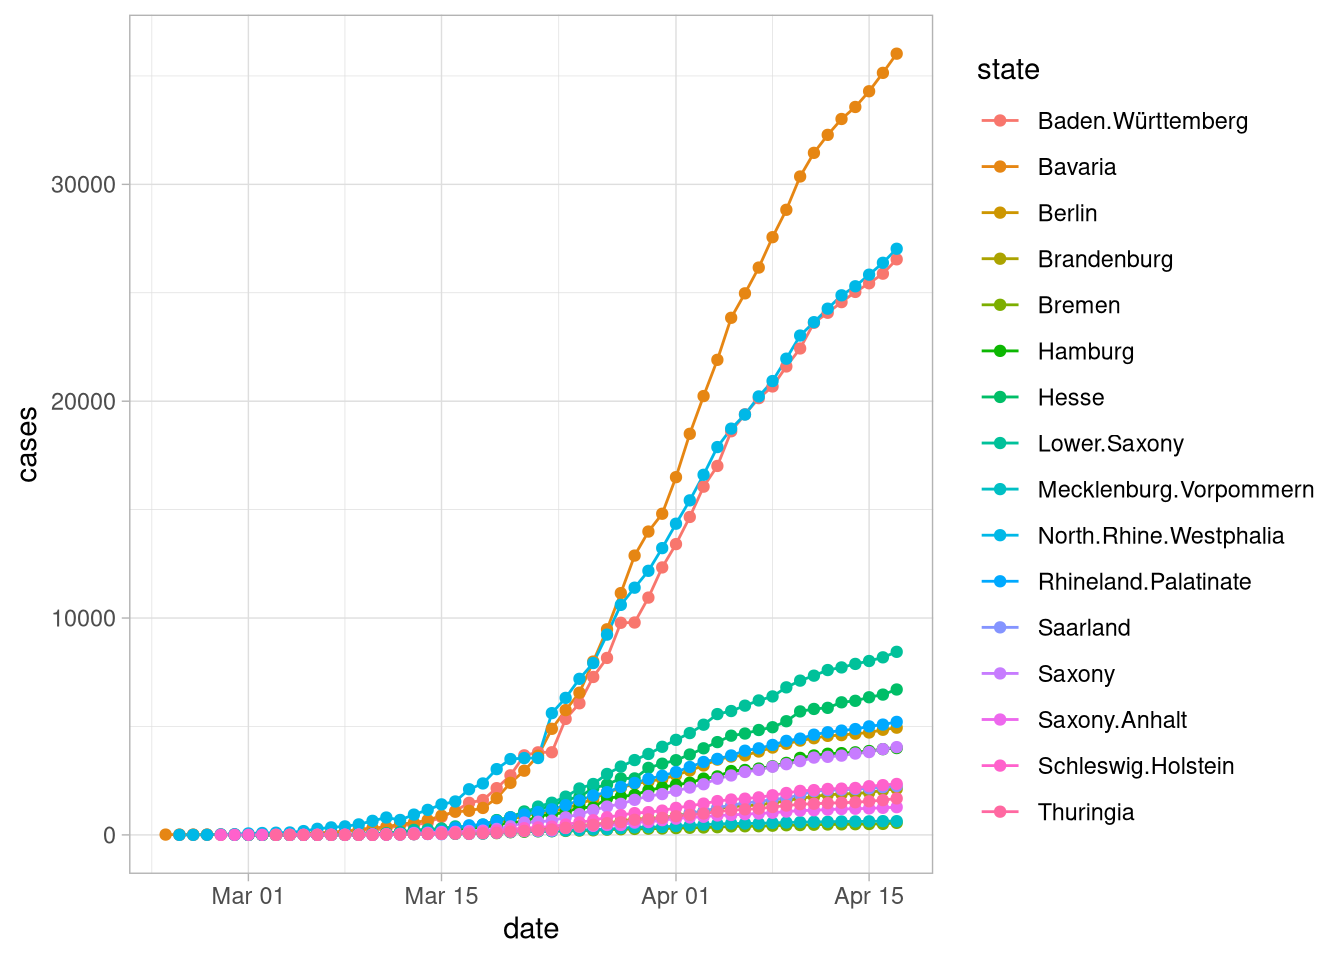 state
Baden.Württemberg
Bavaria
Berlin
Brandenburg
Bremen
Hamburg
Hesse
Lower.Saxony
Mecklenburg.Vorpommern
North.Rhine.Westphalia
Rhineland.Palatinate
Saarland
Saxony
Saxony.Anhalt
Schleswig.Holstein
Thuringia
cases
30000
20000
10000
0
Mar 01
Mar 15
Apr 01
Apr 15
date